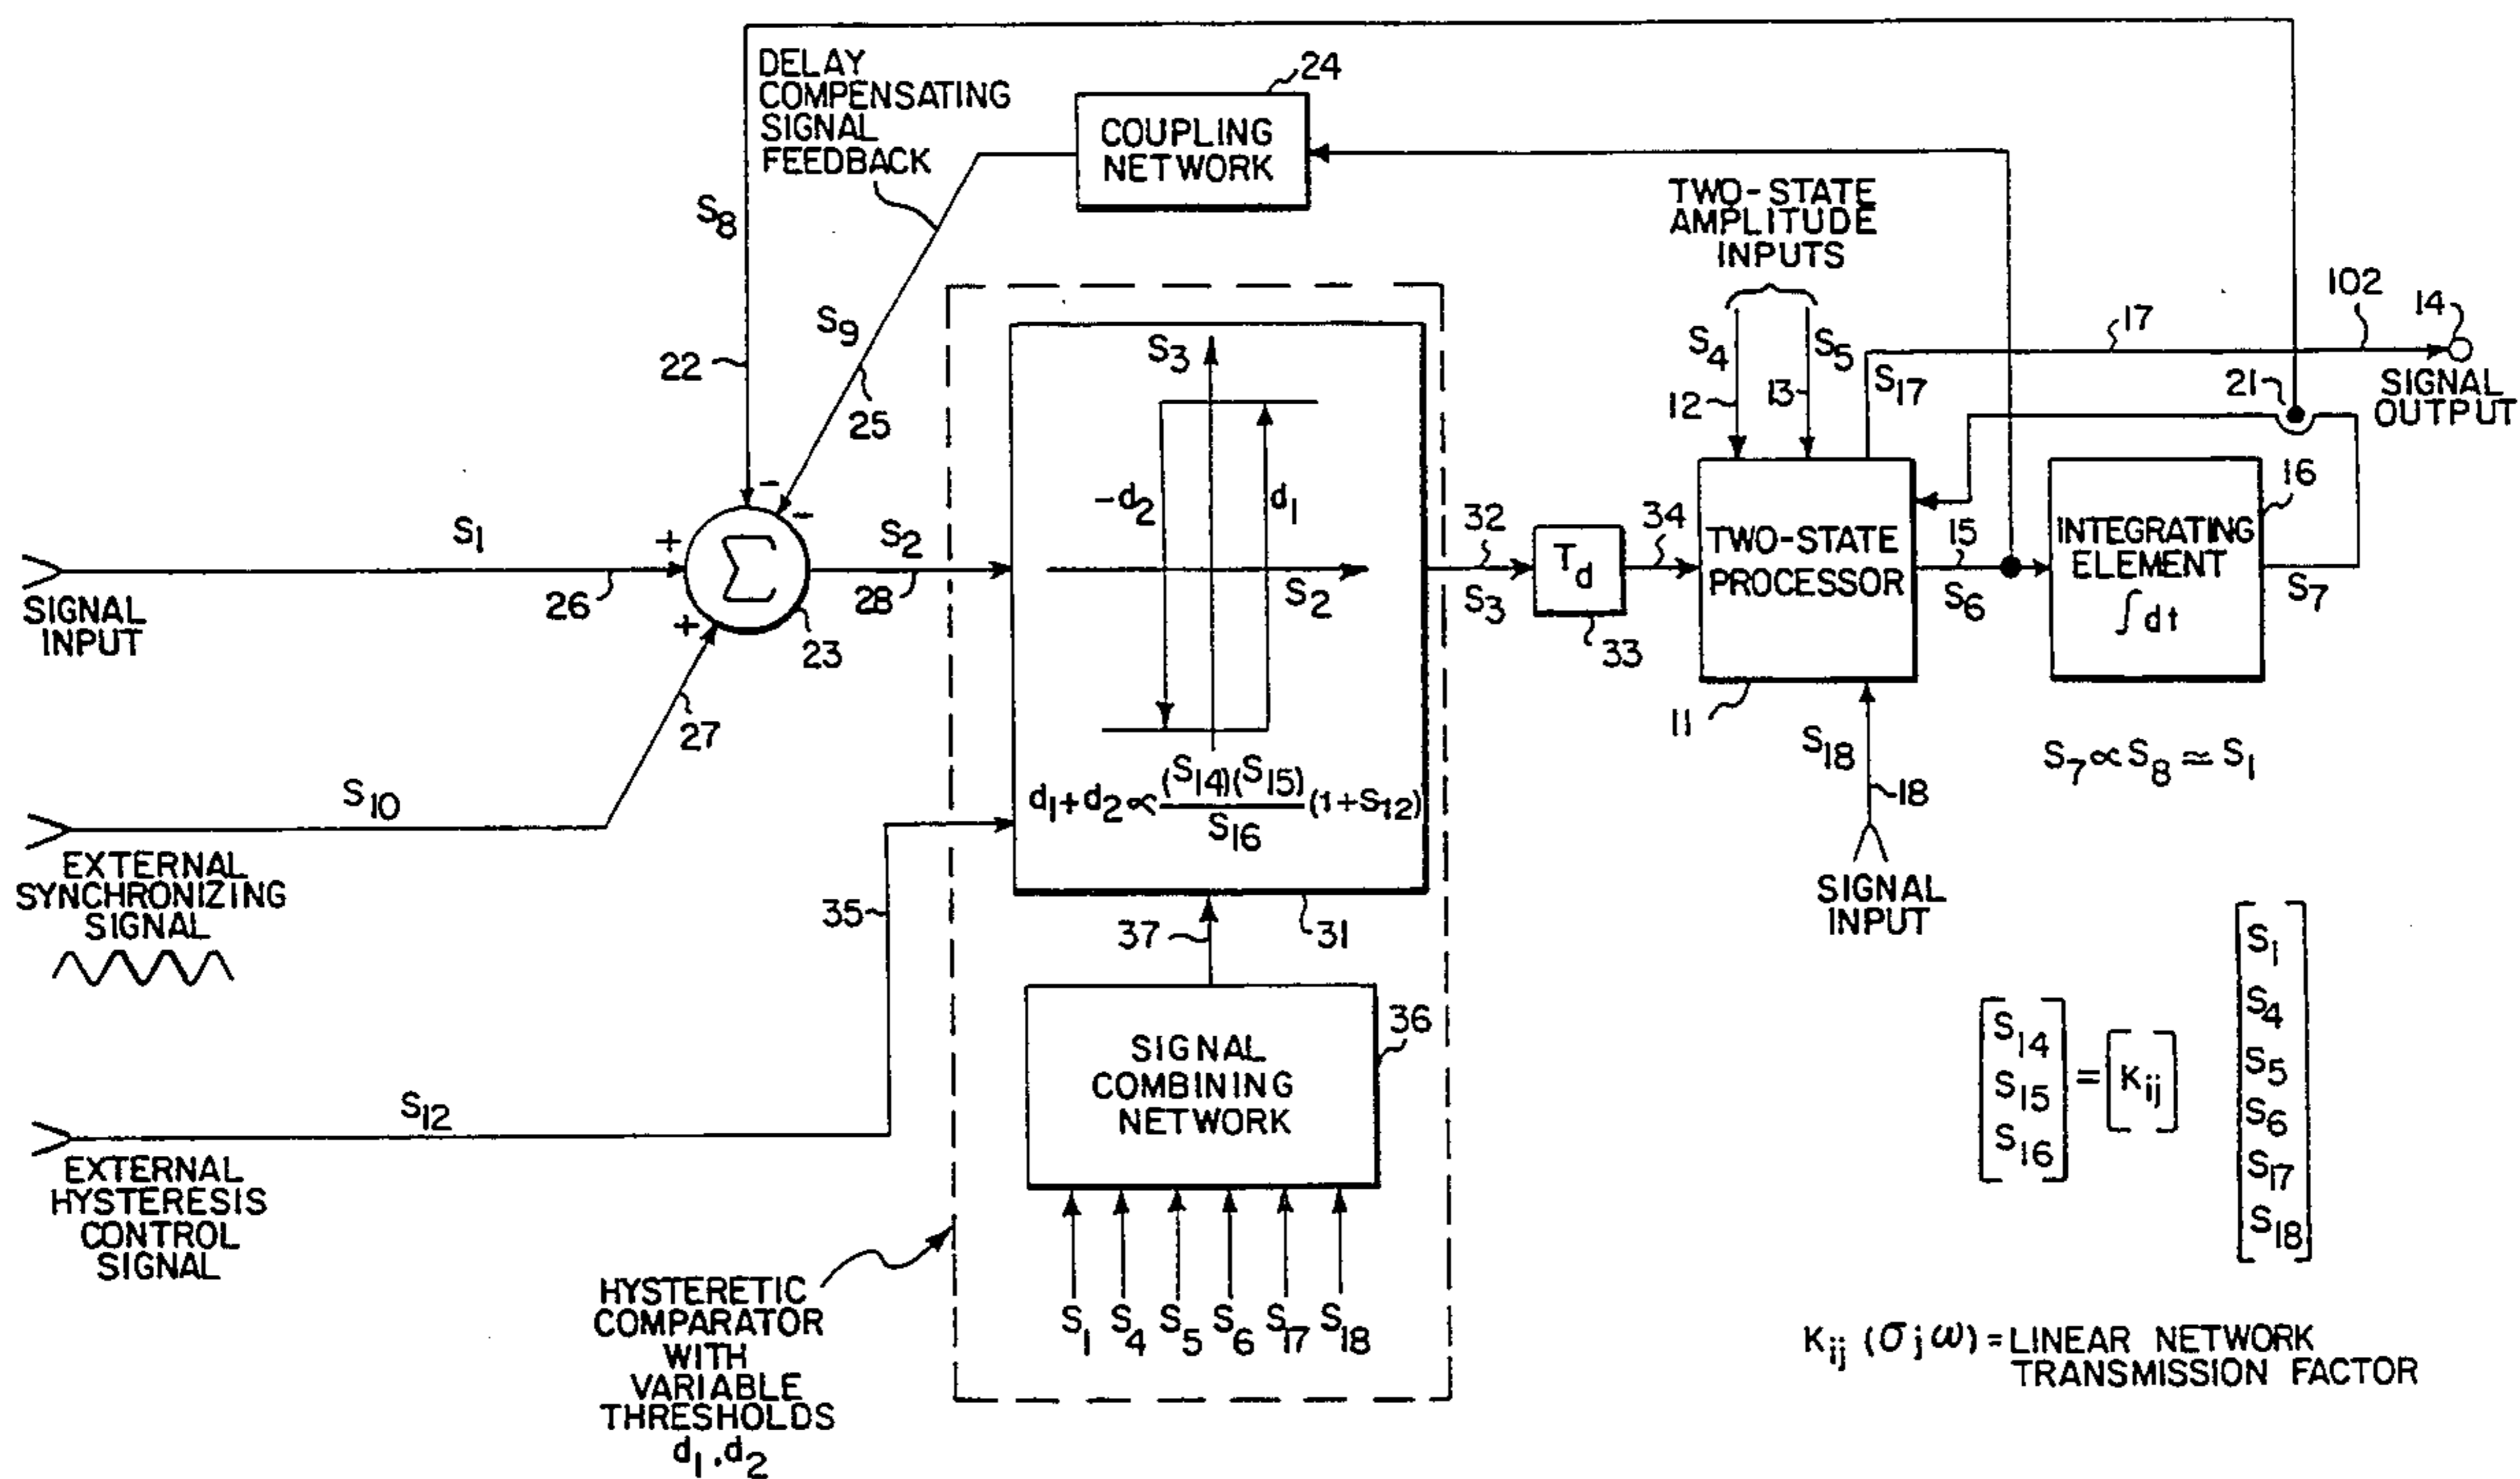 DELAY
COMPENSATING
SIGNAL
FEEDBACK
24
COUPLING
NETWORK
S8
S9
22
25
TWO-STATE
AMPLITUDE
INPUTS
S4
S5
12
13
17
102
14
S17
21
SIGNAL
OUTPUT
S1
26
SIGNAL
INPUT
+
-
-
+
Σ
23
S2
28
27
S10
EXTERNAL
SYNCHRONIZING
SIGNAL
S3
-d2
d1
S2
d1+d2 ∝ (S14)(S15)/S16 (1+S12)
31
32
S3
Td
33
34
TWO-STATE
PROCESSOR
11
15
S6
16
INTEGRATING
ELEMENT
∫dt
S7
S18
18
SIGNAL
INPUT
S7 ∝ S8 ≃ S1
35
S12
EXTERNAL
HYSTERESIS
CONTROL
SIGNAL
37
36
SIGNAL
COMBINING
NETWORK
S1 S4 S5 S6 S17 S18
HYSTERETIC
COMPARATOR
WITH
VARIABLE
THRESHOLDS
d1,d2
[S14 S15 S16] = [Kij] [S1 S4 S5 S6 S17 S18]
Kij (σjω) = LINEAR NETWORK
TRANSMISSION FACTOR